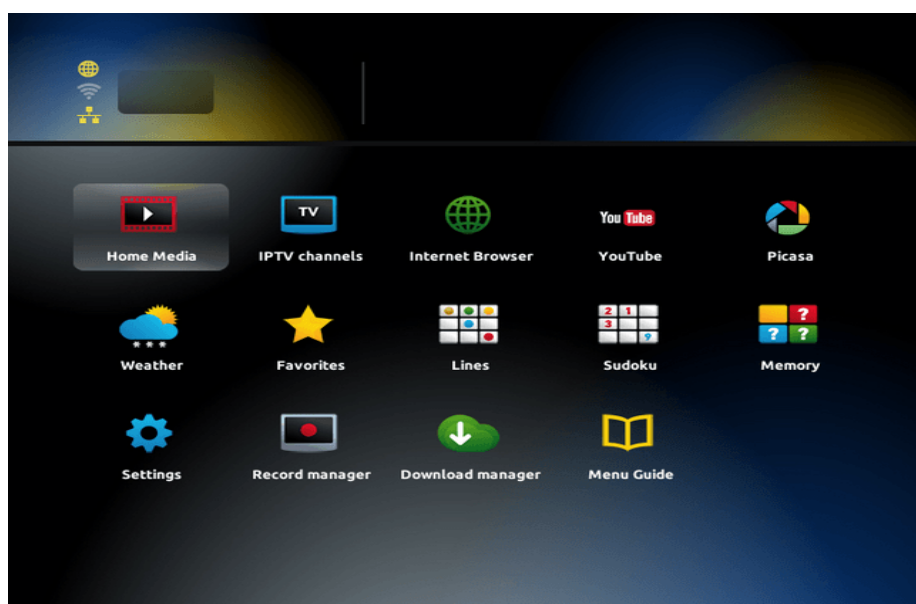 TV
You Tube
Home Media
IPTV channels
Internet Browser
YouTube
Picasa
2 1
3
9
?
? ?
Weather
Favorites
Lines
Sudoku
Memory
Settings
Record manager
Download manager
Menu Guide